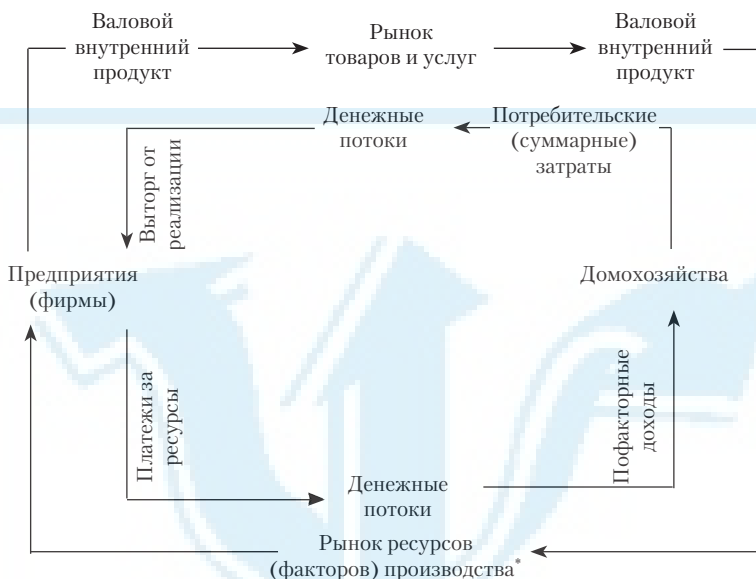 Валовой
внутренний
продукт
Рынок
товаров и услуг
Валовой
внутренний
продукт
Денежные
потоки
Потребительские
(суммарные)
затраты
Выторг от
реализации
Предприятия
(фирмы)
Домохозяйства
Платежи за
ресурсы
Пофакторные
доходы
Денежные
потоки
Рынок ресурсов
(факторов) производства*